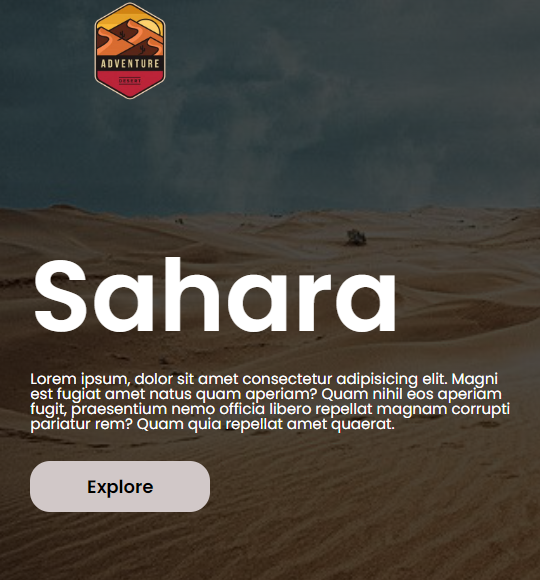 ADVENTURE
Sahara
Lorem ipsum, dolor sit amet consectetur adipisicing elit. Magni
est fugiat amet natus quam aperiam? Quam nihil eos aperiam
fugit, praesentium nemo officia libero repellat magnam corrupti
pariatur rem? Quam quia repellat amet quaerat.
Explore